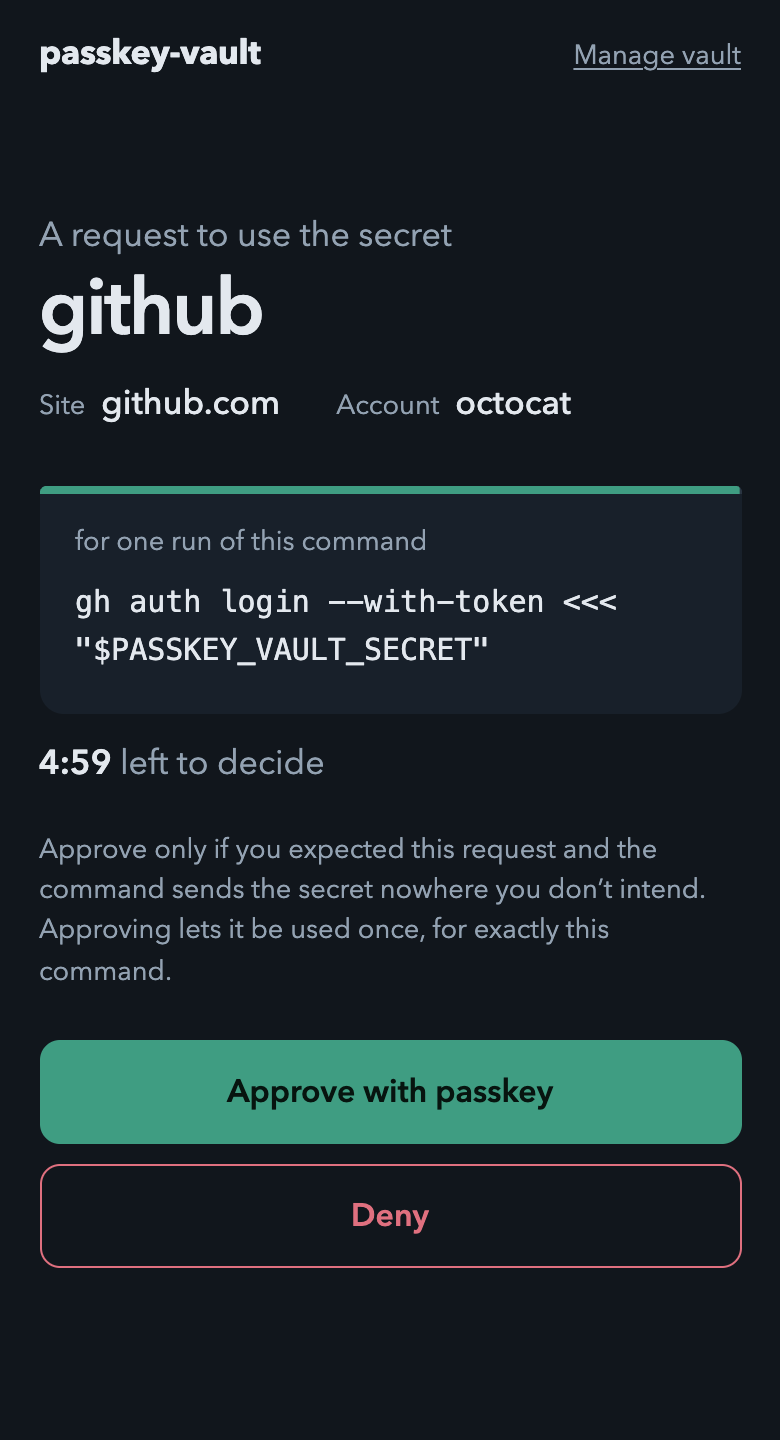 passkey-vault
Manage vault
A request to use the secret
github
Site github.com Account octocat
for one run of this command
gh auth login --with-token <<<
"$PASSKEY_VAULT_SECRET"
4:59 left to decide
Approve only if you expected this request and the
command sends the secret nowhere you don’t intend.
Approving lets it be used once, for exactly this
command.
Approve with passkey
Deny